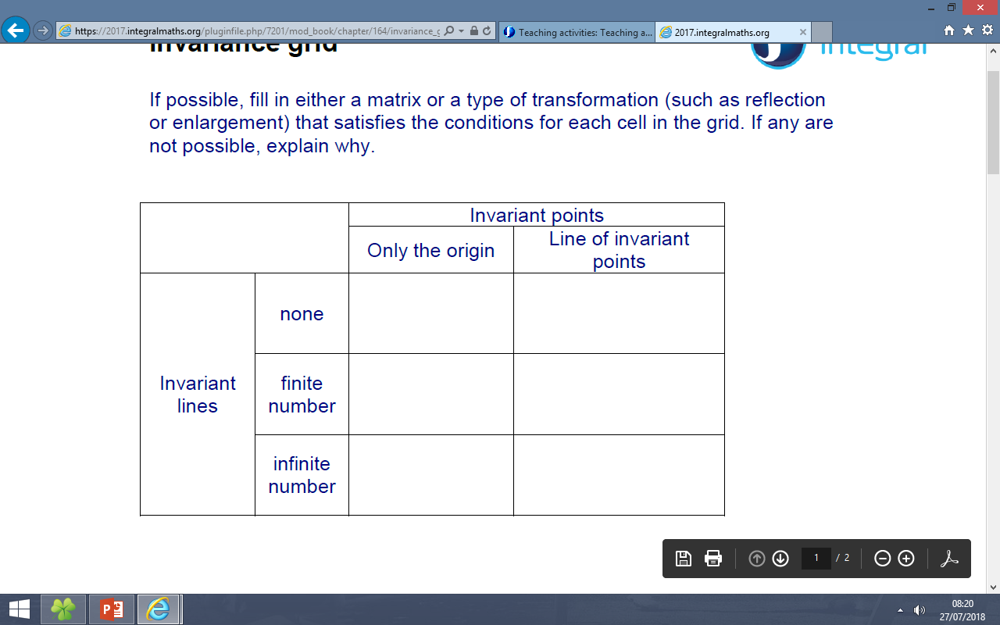 https://2017.integralmaths.org/pluginfile.php/7201/mod_book/chapter/164/invariance_g
Teaching activities: Teaching a...
2017.integralmaths.org
Invariance grid
integral
If possible, fill in either a matrix or a type of transformation (such as reflection
or enlargement) that satisfies the conditions for each cell in the grid. If any are
not possible, explain why.
Invariant points
Only the origin
Line of invariant
points
Invariant
lines
none
finite
number
infinite
number
1 / 2
08:20
27/07/2018